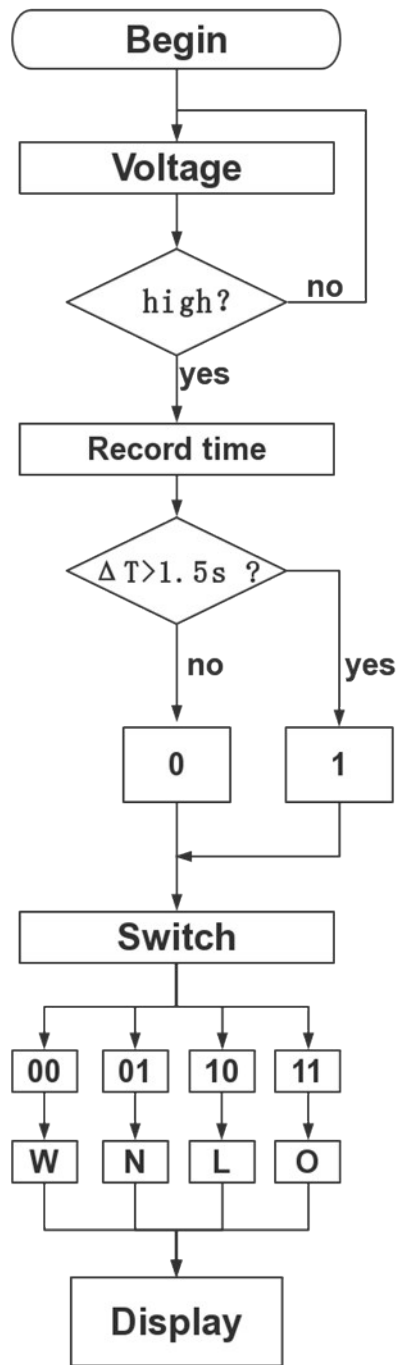 Begin
Voltage
high?
no
yes
Record time
ΔT>1.5s ?
no
yes
0
1
Switch
00
01
10
11
W
N
L
O
Display